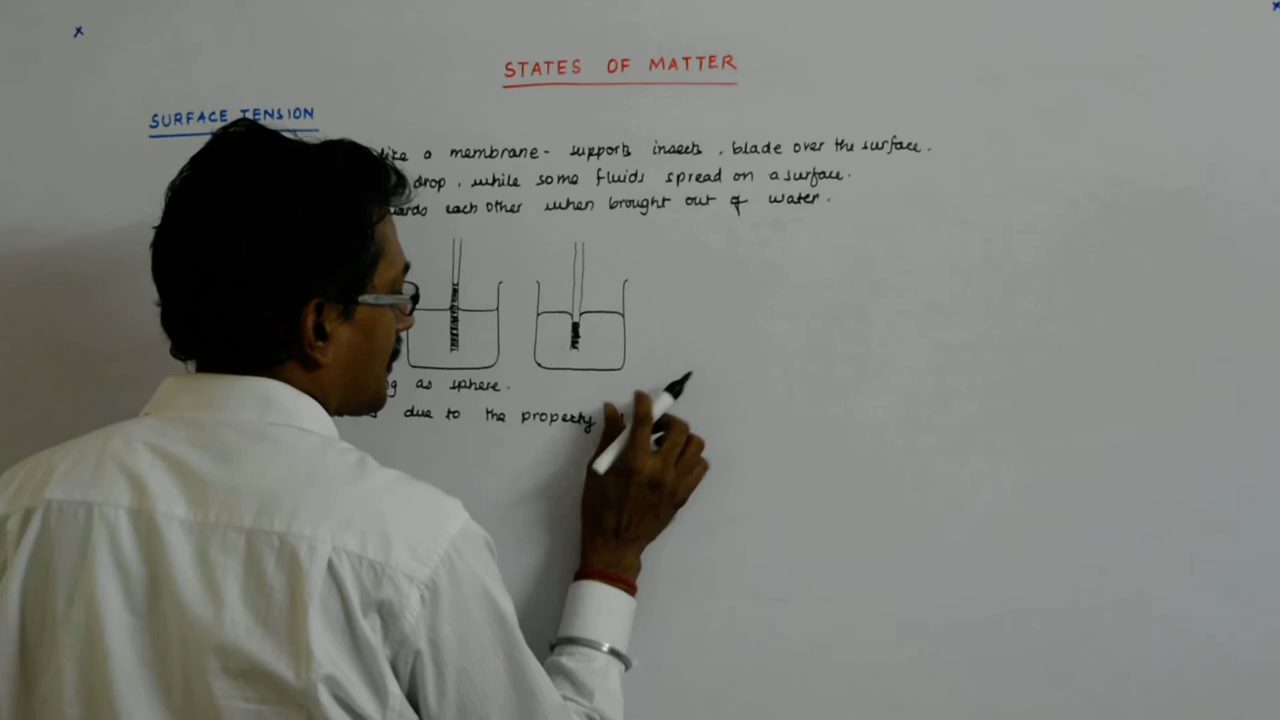 STATES OF MATTER
SURFACE TENSION
like a membrane - supports insects, blade over the surface.
drop, while some fluids spread on a surface.
each other when brought out of water.
as sphere.
due to the property